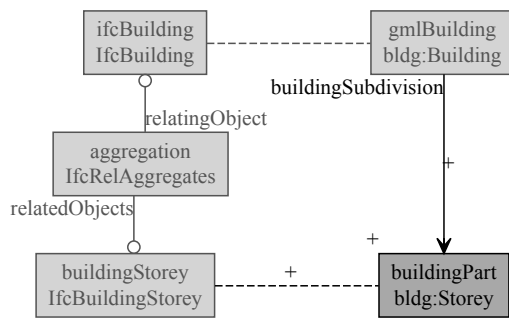 ifcBuilding
IfcBuilding
gmlBuilding
bldg:Building
buildingSubdivision
relatingObject
aggregation
IfcRelAggregates
+
relatedObjects
+
+
buildingStorey
IfcBuildingStorey
buildingPart
bldg:Storey